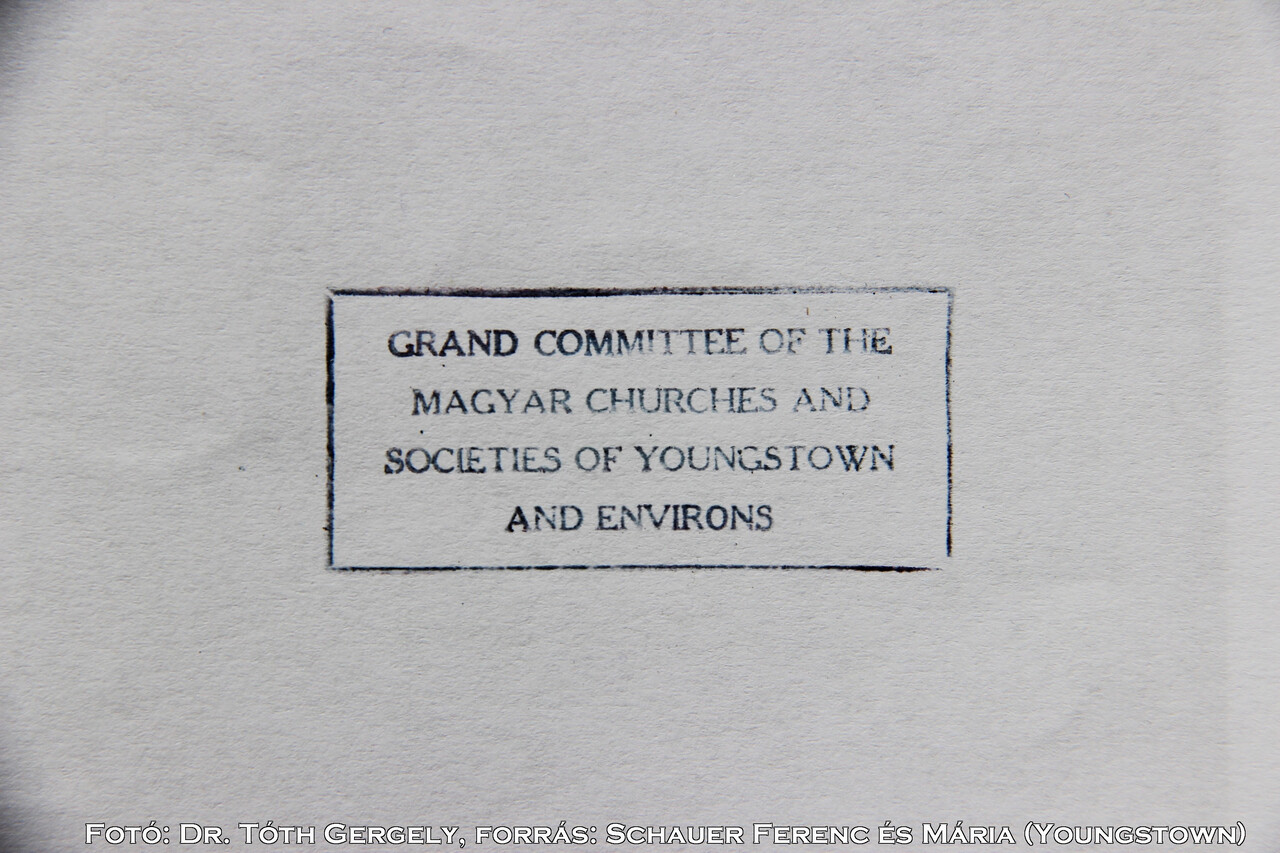 GRAND COMMITTEE OF THE
MAGYAR CHURCHES AND
SOCIETIES OF YOUNGSTOWN
AND ENVIRONS
Fotó: Dr. Tóth Gergely, forrás: Schauer Ferenc és Mária (Youngstown)